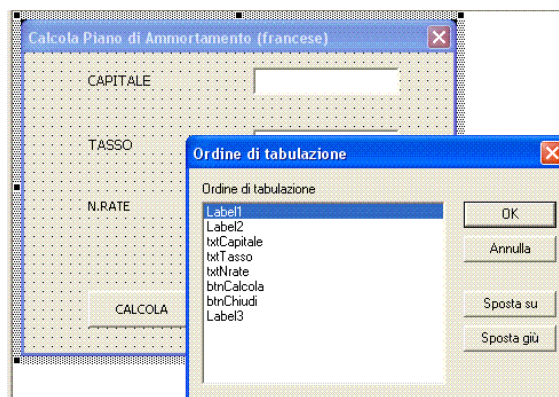 Calcola Piano di Ammortamento (francese)
CAPITALE
TASSO
N.RATE
CALCOLA
Ordine di tabulazione
Ordine di tabulazione
Label1
Label2
txtCapitale
txtTasso
txtNrate
btnCalcola
btnChiudi
Label3
OK
Annulla
Sposta su
Sposta giù